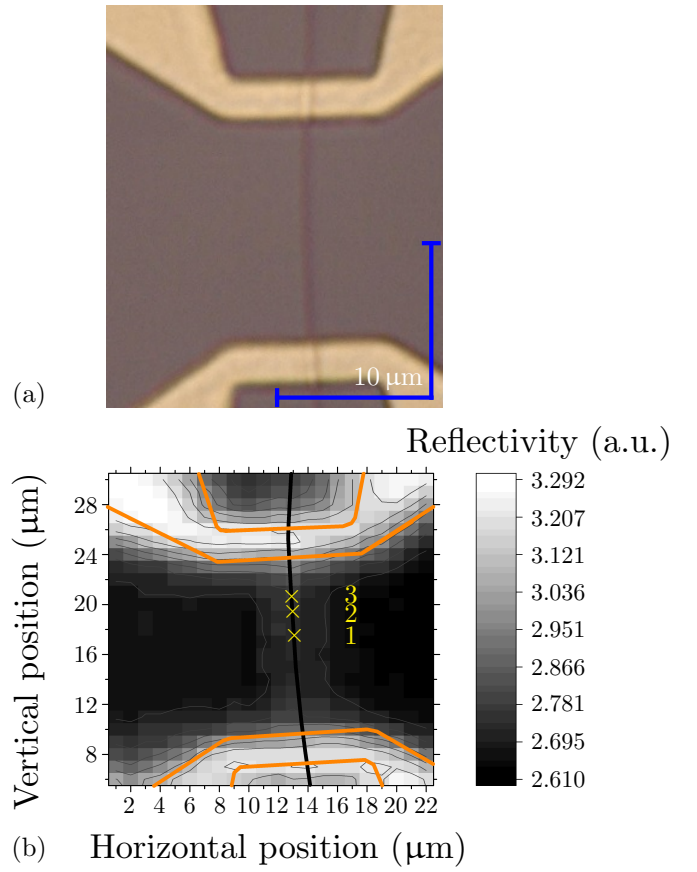 10 μm
(a)
Reflectivity (a.u.)
Vertical position (μm)
28
24
20
16
12
8
3
2
1
2 4 6 8 10 12 14 16 18 20 22
3.292
3.207
3.121
3.036
2.951
2.866
2.781
2.695
2.610
(b)
Horizontal position (μm)